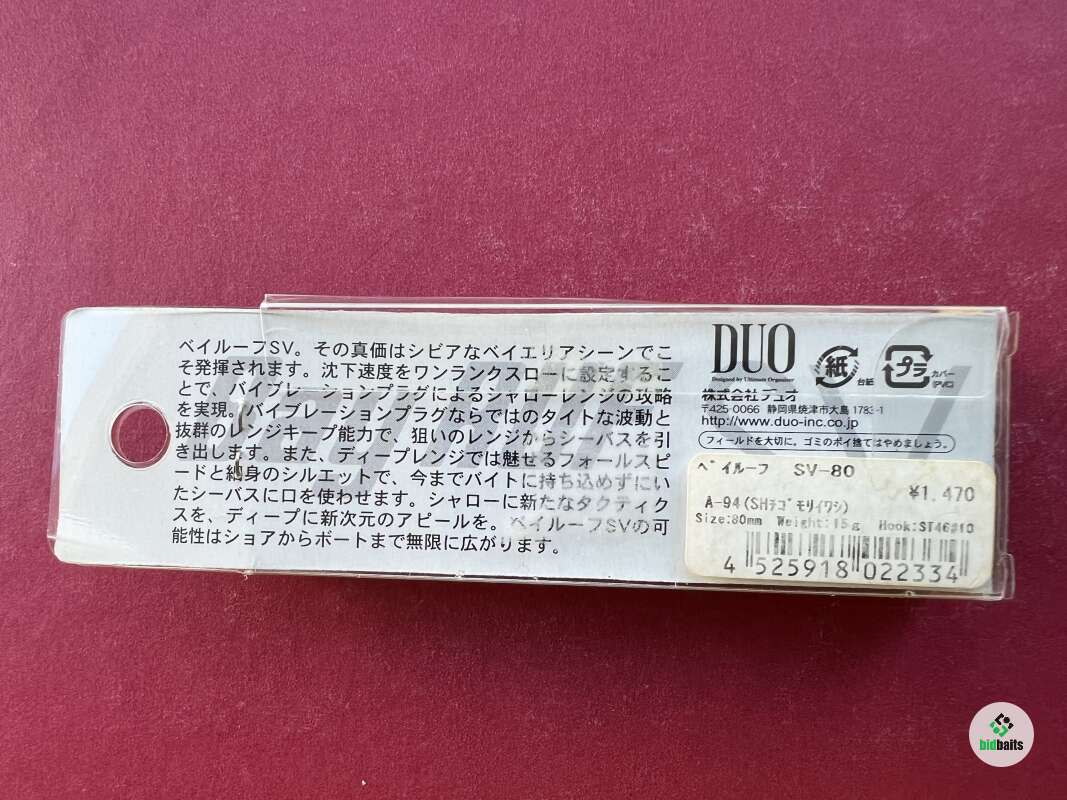 ベイルーフSV。その真価はシビアなベイエリアシーンでこ
そ発揮されます。沈下速度をワンランクスローに設定するこ
とで、バイブレーションプラグによるシャローレンジの攻略
を実現。バイブレーションプラグならではのタイトな波動と
抜群のレンジキープ能力で、狙いのレンジからシーバスを引
き出します。また、ディープレンジでは魅せるフォールスピ
ードと細身のシルエットで、今までバイトに持ち込めずにい
たシーバスに口を使わせます。シャローに新たなタクティク
スを、ディープに新次元のアピールを。ベイルーフSVの可
能性はショアからボートまで無限に広がります。
DUO
Designed by Ultimate Organizer
株式会社デュオ
〒425-0066 静岡県焼津市大島 1783-1
http://www.duo-inc.co.jp
紙
台紙
プラ
カバー
(PVC)
フィールドを大切に。ゴミのポイ捨てはやめましょう。
ベイルーフ SV-80
¥1,470
A-94(SHテゴモリイワシ)
Size:80mm Weight:15g Hook:ST46#10
4 525918 022334
bidbaits